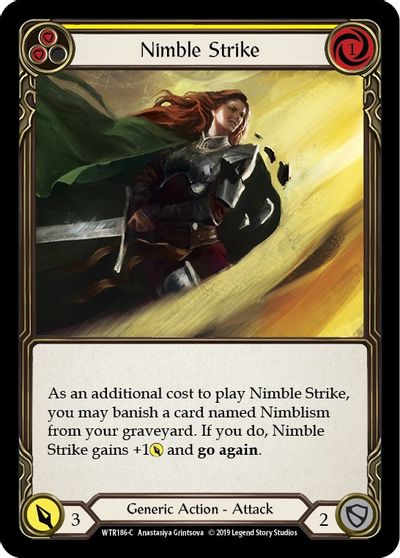 Nimble Strike
1
As an additional cost to play Nimble Strike,
you may banish a card named Nimblism
from your graveyard. If you do, Nimble
Strike gains +1 and go again.
3
Generic Action - Attack
2
WTR186-C Anastasiya Grintsova © 2019 Legend Story Studios